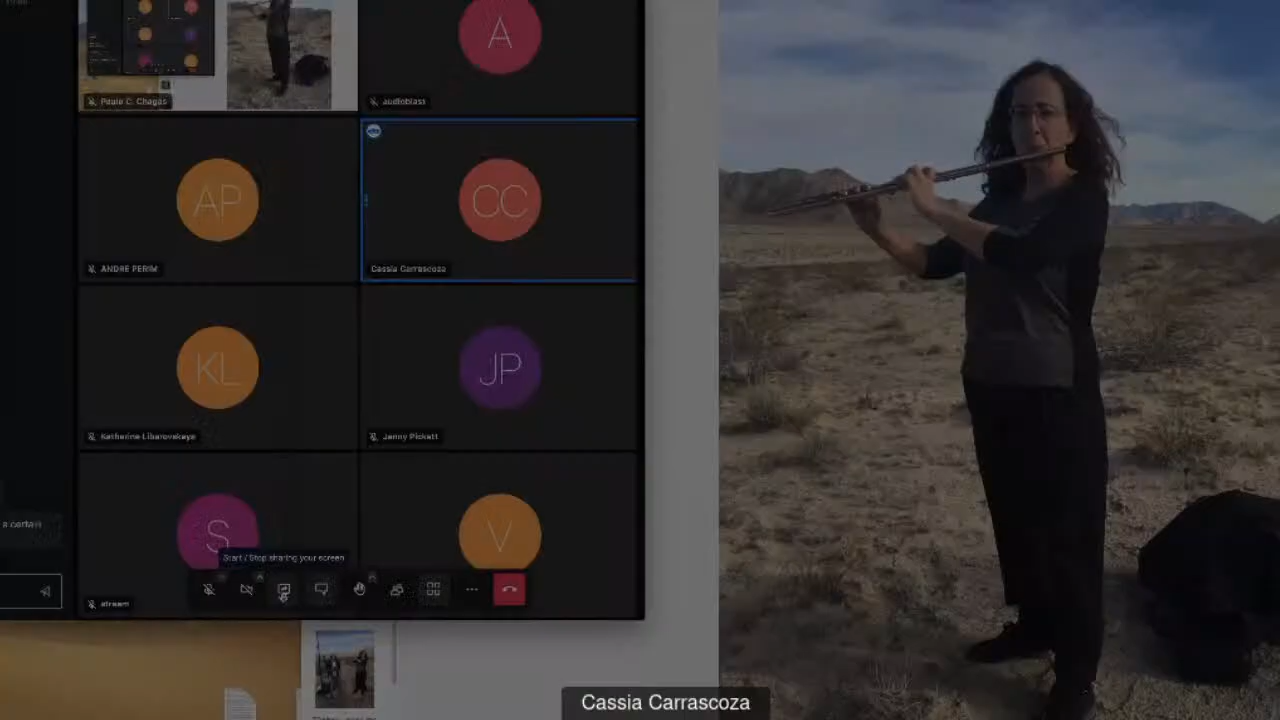 Paulo C. Chagas
audioblast
A
AP
CC
ANDRE PERIM
Cassia Carrascoza
KL
JP
Katherine Liberovskaya
Jenny Pickett
a certain
S
V
Start / Stop sharing your screen
stream
Cassia Carrascoza